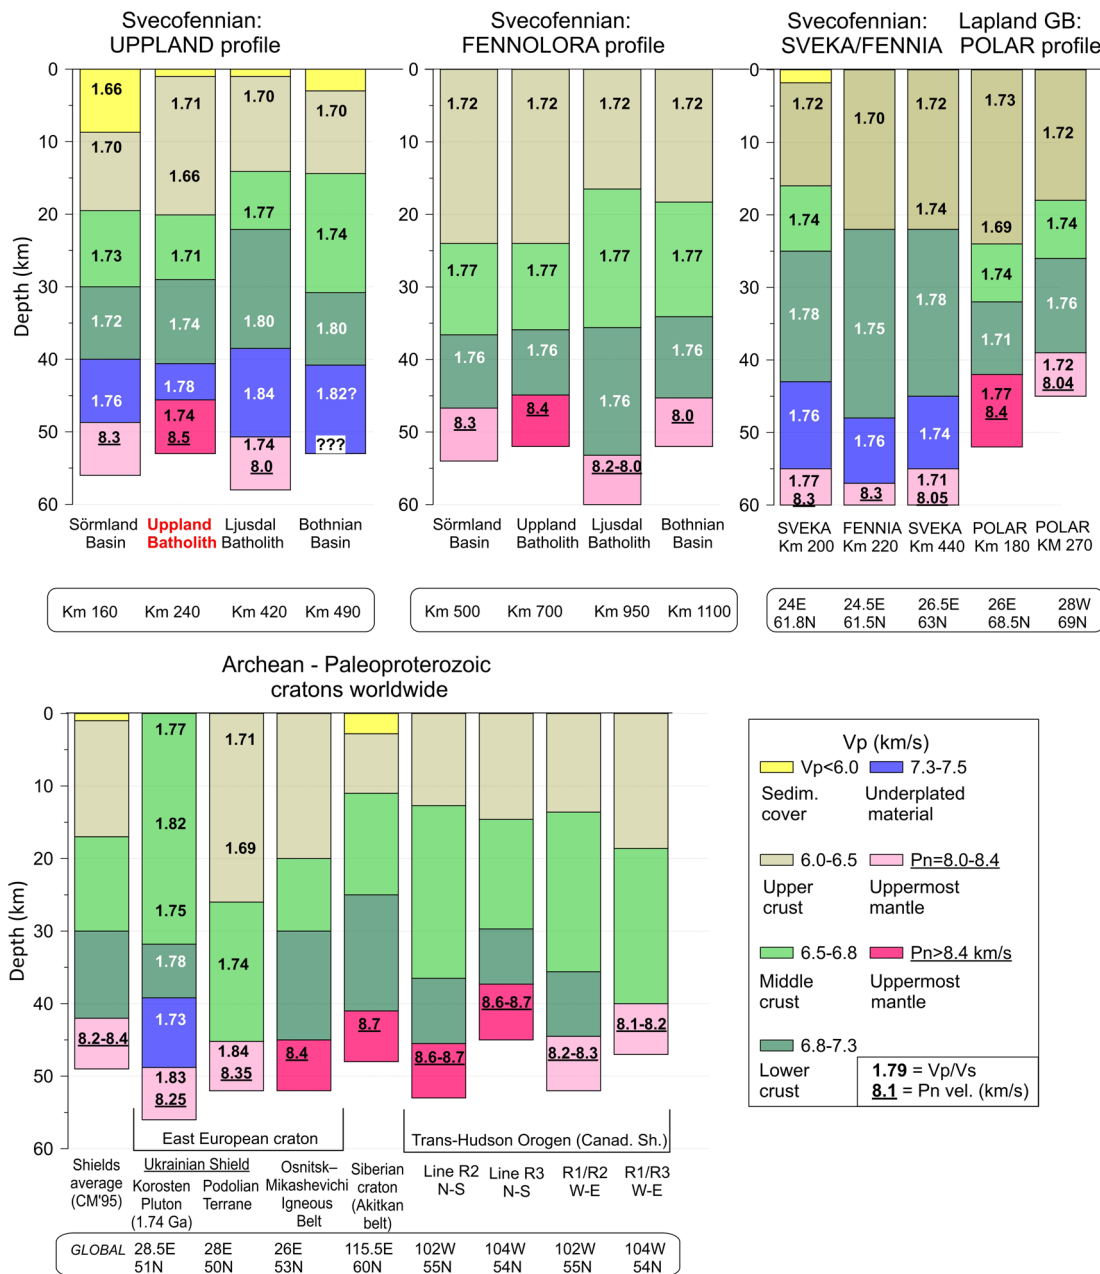 Svecofennian:
UPPLAND profile
Svecofennian:
FENNOLORA profile
Svecofennian:
SVEKA/FENNIA
Lapland GB:
POLAR profile
Depth (km)
0
10
20
30
40
50
60
1.66
1.70
1.73
1.72
1.76
8.3
1.71
1.66
1.71
1.74
1.78
1.74
8.5
1.70
1.77
1.80
1.84
1.74
8.0
1.70
1.74
1.80
1.82?
???
Sörmland
Basin
Uppland
Batholith
Ljusdal
Batholith
Bothnian
Basin
Km 160
Km 240
Km 420
Km 490
0
10
20
30
40
50
60
1.72
1.77
1.76
8.3
1.72
1.77
1.76
8.4
1.72
1.77
1.76
8.2-8.0
1.72
1.77
1.76
8.0
Sörmland
Basin
Uppland
Batholith
Ljusdal
Batholith
Bothnian
Basin
Km 500
Km 700
Km 950
Km 1100
0
10
20
30
40
50
60
1.72
1.74
1.78
1.76
1.77
8.3
1.70
1.75
1.76
8.3
1.72
1.74
1.78
1.74
1.71
8.05
1.73
1.69
1.74
1.71
1.77
8.4
1.72
1.74
1.76
1.72
8.04
SVEKA
Km 200
FENNIA
Km 220
SVEKA
Km 440
POLAR
Km 180
POLAR
KM 270
24E
61.8N
24.5E
61.5N
26.5E
63N
26E
68.5N
28W
69N
Archean - Paleoproterozoic
cratons worldwide
Depth (km)
0
10
20
30
40
50
60
8.2-8.4
1.77
1.82
1.75
1.78
1.73
1.83
8.25
1.71
1.69
1.74
1.84
8.35
8.4
8.7
8.6-8.7
8.6-8.7
8.2-8.3
8.1-8.2
East European craton
Trans-Hudson Orogen (Canad. Sh.)
Shields
average
(CM'95)
Ukrainian Shield
Korosten
Pluton
(1.74 Ga)
Podolian
Terrane
Osnitsk–
Mikashevichi
Igneous
Belt
Siberian
craton
(Akitkan
belt)
Line R2
N-S
Line R3
N-S
R1/R2
W-E
R1/R3
W-E
GLOBAL
28.5E
51N
28E
50N
26E
53N
115.5E
60N
102W
55N
104W
54N
102W
55N
104W
54N
Vp (km/s)
Vp<6.0
Sedim.
cover
7.3-7.5
Underplated
material
6.0-6.5
Upper
crust
Pn=8.0-8.4
Uppermost
mantle
6.5-6.8
Middle
crust
Pn>8.4 km/s
Uppermost
mantle
6.8-7.3
Lower
crust
1.79 = Vp/Vs
8.1 = Pn vel. (km/s)